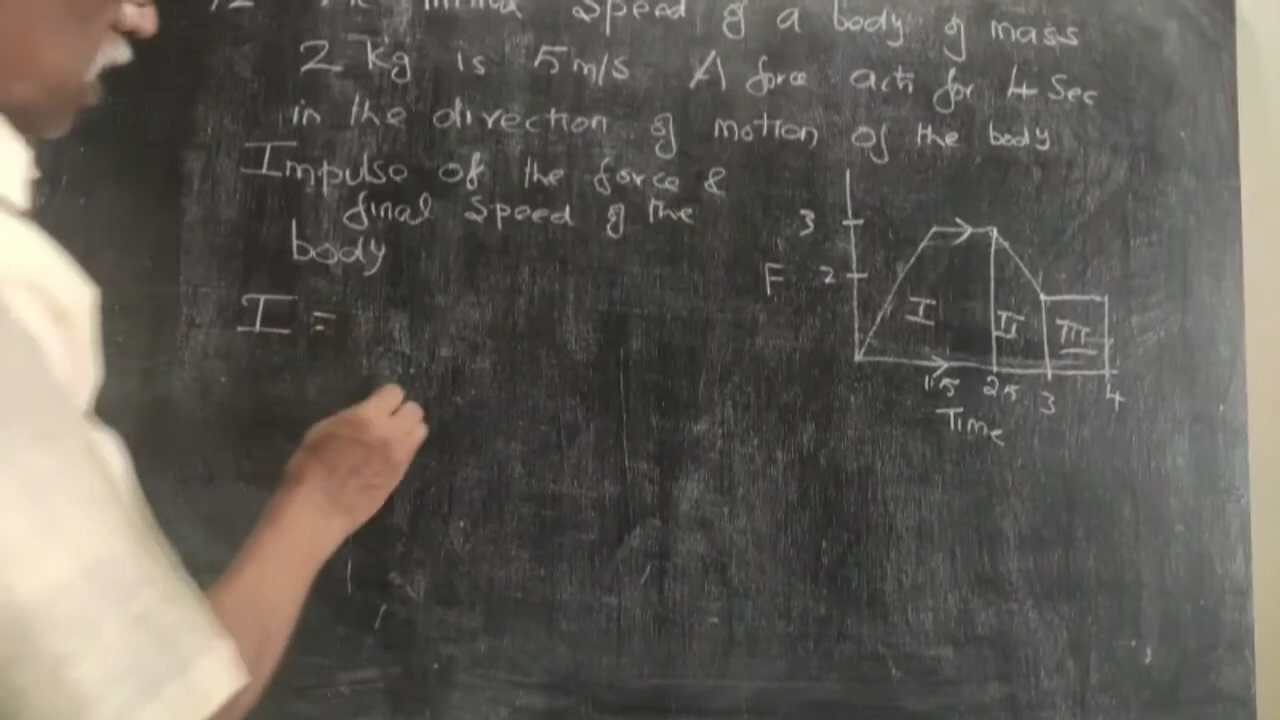 Speed of a body of mass
2 kg is 5 m/s A force acts for 4 Sec
in the direction of motion of the body
Impulse of the force &
final Speed of the
body
I =
3
F 2
I II III
1.5 2.5 3 4
Time